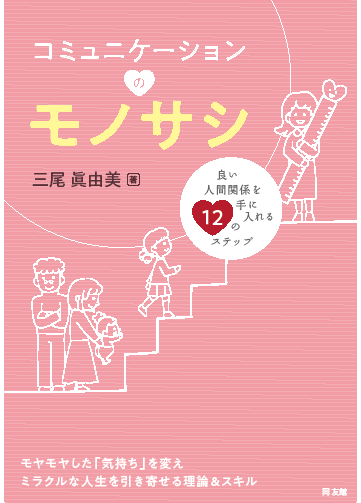 コミュニケーション
の
モノサシ
三尾 眞由美 著
良い
人間関係を
手に
入れる
12
の
ステップ
モヤモヤした「気持ち」を変え
ミラクルな人生を引き寄せる理論＆スキル
同友館